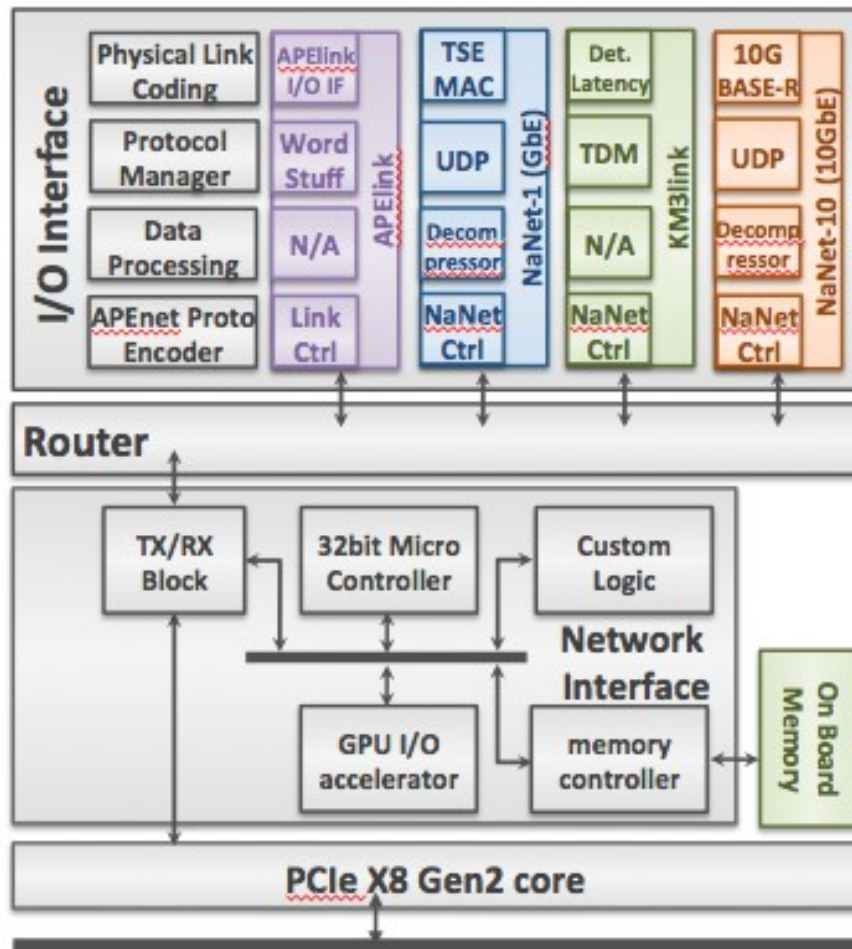 I/O Interface
Physical Link
Coding
Protocol
Manager
Data
Processing
APEnet Proto
Encoder
APElink
I/O IF
Word
Stuff
N/A
Link
Ctrl
APElink
TSE
MAC
UDP
Decom
pressor
NaNet
Ctrl
NaNet-1 (GbE)
Det.
Latency
TDM
N/A
NaNet
Ctrl
KM3link
10G
BASE-R
UDP
Decomp
ressor
NaNet
Ctrl
NaNet-10 (10GbE)
Router
TX/RX
Block
32bit Micro
Controller
Custom
Logic
Network
Interface
GPU I/O
accelerator
memory
controller
On Board
Memory
PCIe X8 Gen2 core